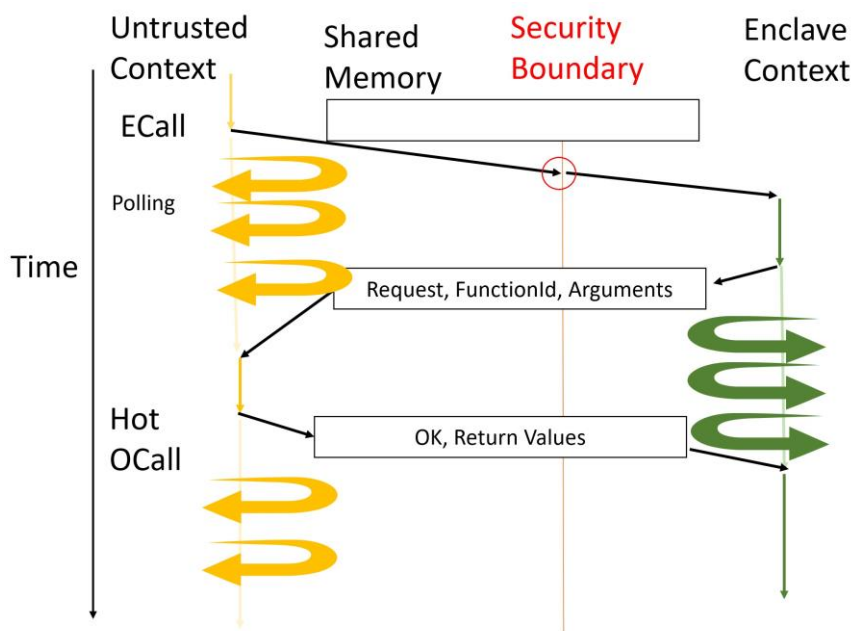 Untrusted
Context
Shared
Memory
Security
Boundary
Enclave
Context
ECall
Polling
Time
Request, FunctionId, Arguments
Hot
OCall
OK, Return Values